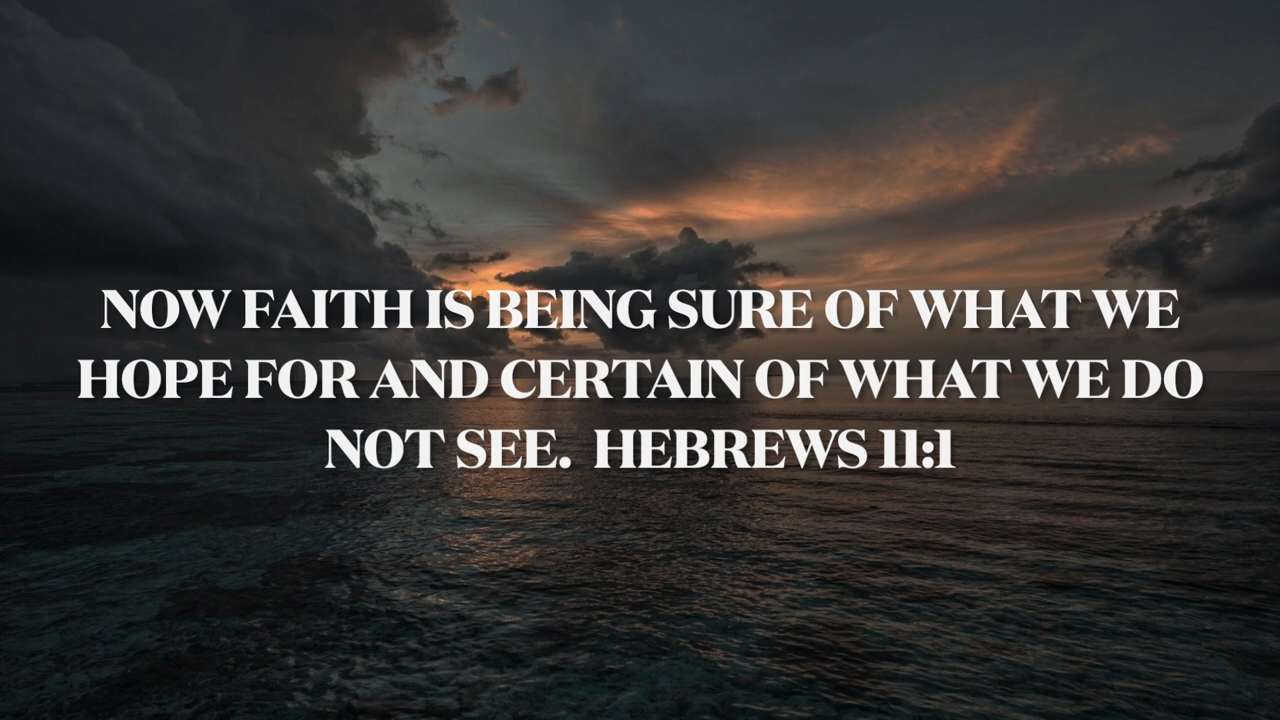 NOW FAITH IS BEING SURE OF WHAT WE
HOPE FOR AND CERTAIN OF WHAT WE DO
NOT SEE.  HEBREWS 11:1